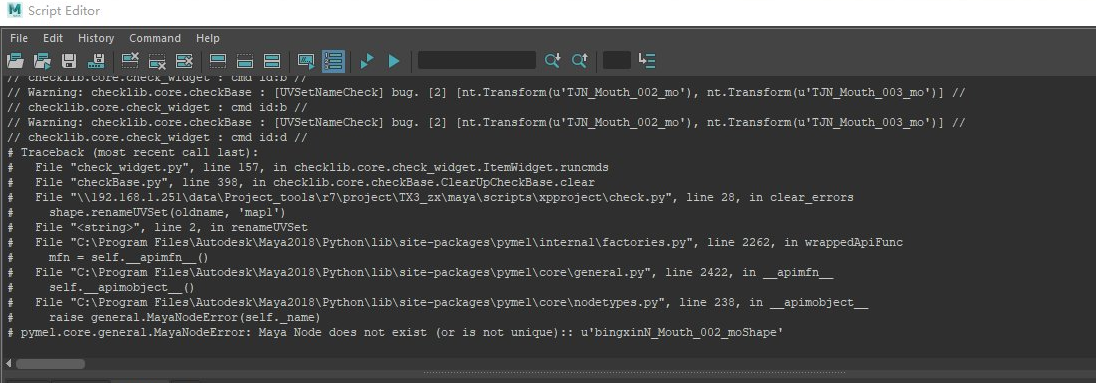 Script Editor
File Edit History Command Help
// checklib.core.check_widget : cmd id:b //
// Warning: checklib.core.checkBase : [UVSetNameCheck] bug. [2] [nt.Transform(u'TJN_Mouth_002_mo'), nt.Transform(u'TJN_Mouth_003_mo')] //
// checklib.core.check_widget : cmd id:b //
// Warning: checklib.core.checkBase : [UVSetNameCheck] bug. [2] [nt.Transform(u'TJN_Mouth_002_mo'), nt.Transform(u'TJN_Mouth_003_mo')] //
// checklib.core.check_widget : cmd id:d //
# Traceback (most recent call last):
#   File "check_widget.py", line 157, in checklib.core.check_widget.ItemWidget.runcmds
#   File "checkBase.py", line 398, in checklib.core.checkBase.ClearUpCheckBase.clear
#   File "\\192.168.1.251\data\Project_tools\r7\project\TX3_zx\maya\scripts\xpproject\check.py", line 28, in clear_errors
#     shape.renameUVSet(oldname, 'map1')
#   File "<string>", line 2, in renameUVSet
#   File "C:\Program Files\Autodesk\Maya2018\Python\lib\site-packages\pymel\internal\factories.py", line 2262, in wrappedApiFunc
#     mfn = self.__apimfn__()
#   File "C:\Program Files\Autodesk\Maya2018\Python\lib\site-packages\pymel\core\general.py", line 2422, in __apimfn__
#     self.__apimobject__()
#   File "C:\Program Files\Autodesk\Maya2018\Python\lib\site-packages\pymel\core\nodetypes.py", line 238, in __apimobject__
#     raise general.MayaNodeError(self._name)
# pymel.core.general.MayaNodeError: Maya Node does not exist (or is not unique):: u'bingxinN_Mouth_002_moShape'